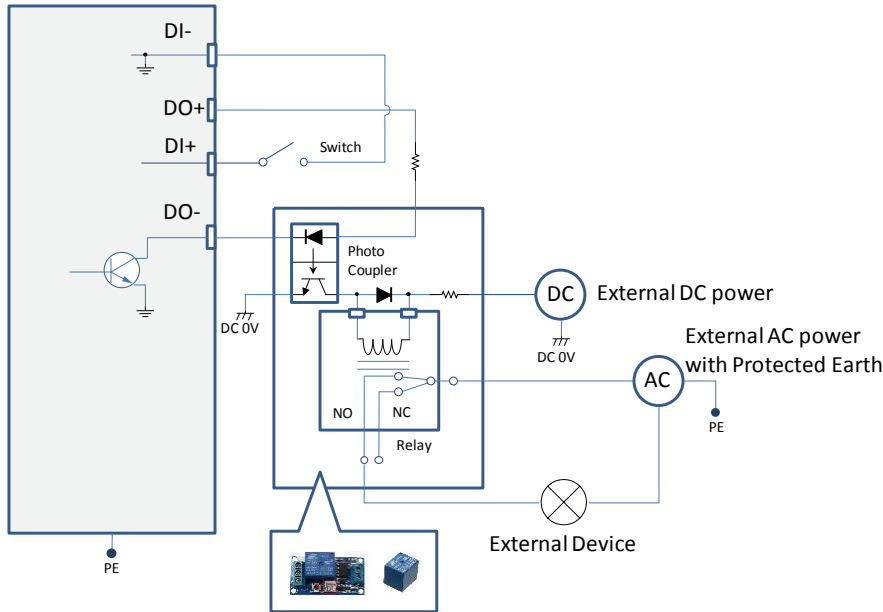 DI-
DO+
DI+
Switch
DO-
Photo
Coupler
DC 0V
DC
External DC power
DC 0V
External AC power
with Protected Earth
AC
NO
NC
PE
Relay
External Device
PE